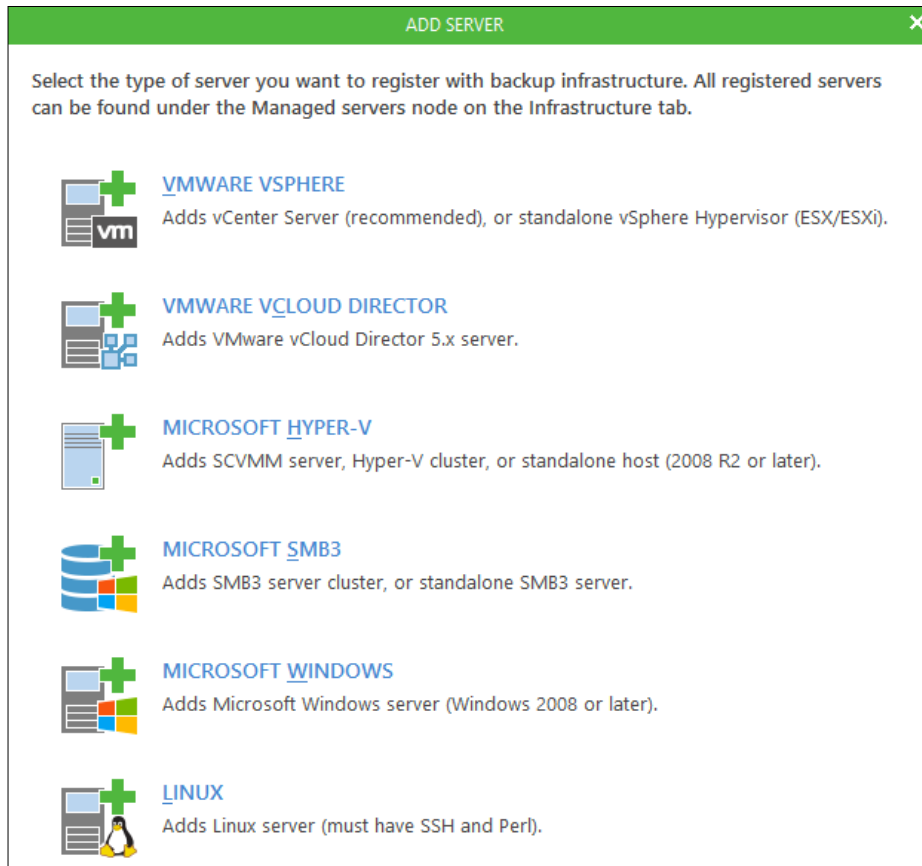 ADD SERVER
Select the type of server you want to register with backup infrastructure. All registered servers
can be found under the Managed servers node on the Infrastructure tab.
VMWARE VSPHERE
Adds vCenter Server (recommended), or standalone vSphere Hypervisor (ESX/ESXi).
vm
VMWARE VCLOUD DIRECTOR
Adds VMware vCloud Director 5.x server.
MICROSOFT HYPER-V
Adds SCVMM server, Hyper-V cluster, or standalone host (2008 R2 or later).
MICROSOFT SMB3
Adds SMB3 server cluster, or standalone SMB3 server.
MICROSOFT WINDOWS
Adds Microsoft Windows server (Windows 2008 or later).
LINUX
Adds Linux server (must have SSH and Perl).